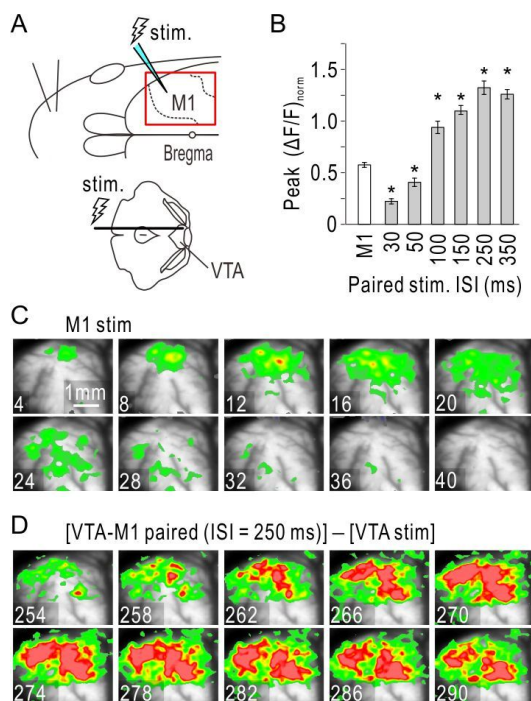 A
stim.
M1
Bregma
stim.
VTA
B
Peak (ΔF/F)norm
1.5
1.0
0.5
0
* * * * * *
M1 30 50 100 150 250 350
Paired stim. ISI (ms)
C
M1 stim
4 8 12 16 20
1mm
24 28 32 36 40
D
[VTA-M1 paired (ISI = 250 ms)] – [VTA stim]
254 258 262 266 270
274 278 282 286 290